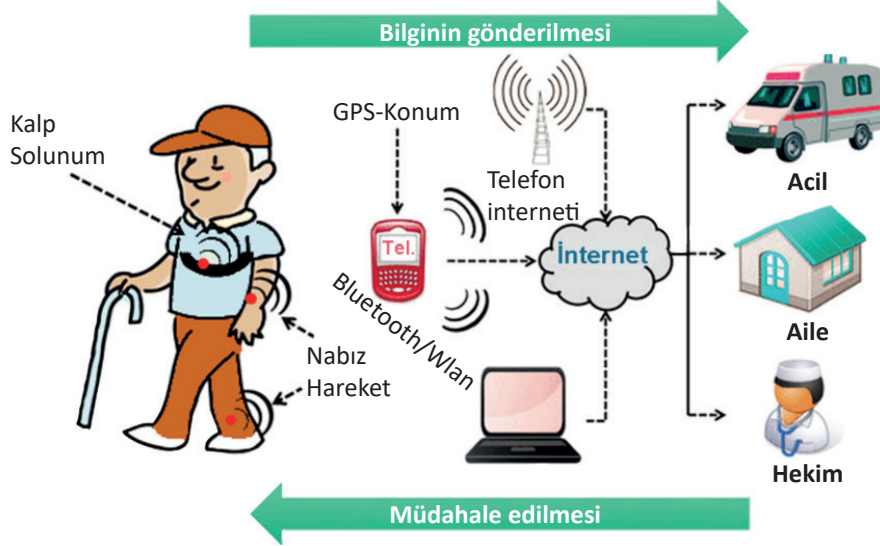 Bilginin gönderilmesi
Kalp
Solunum
GPS-Konum
Telefon
interneti
Acil
Tel.
İnternet
Bluetooth/Wlan
Aile
Nabız
Hareket
Hekim
Müdahale edilmesi